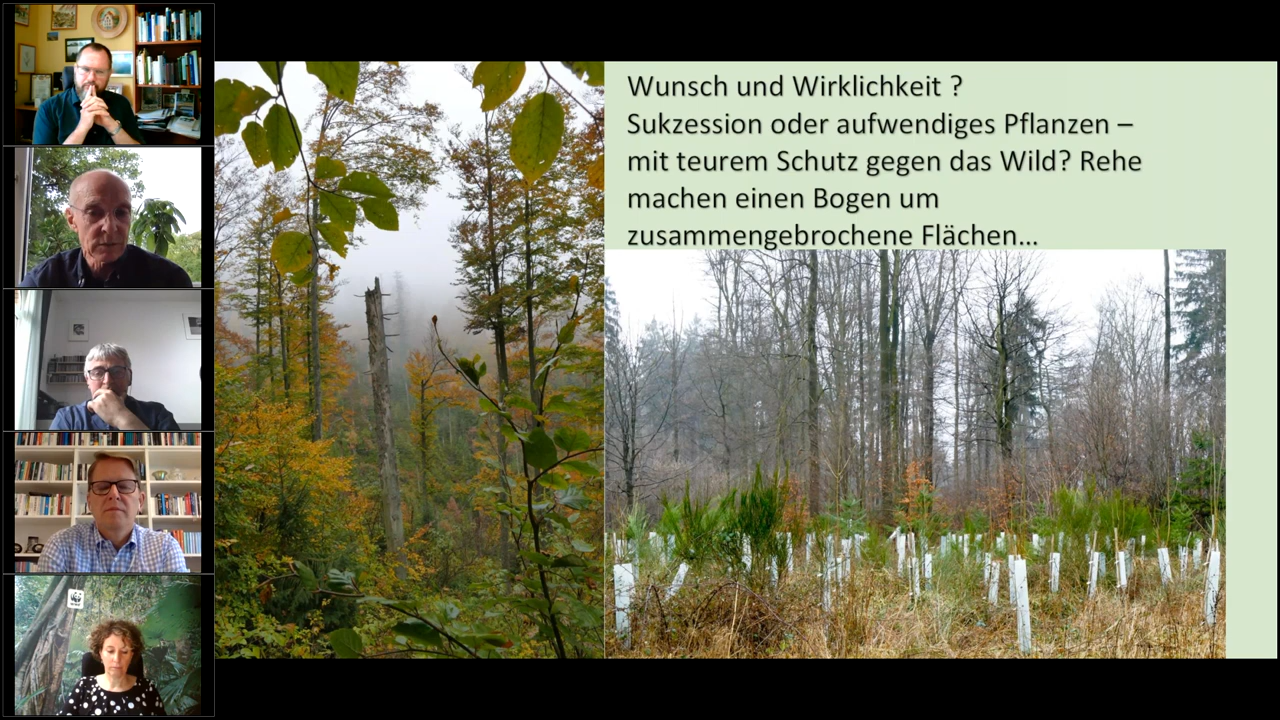 Wunsch und Wirklichkeit ?
Sukzession oder aufwendiges Pflanzen –
mit teurem Schutz gegen das Wild? Rehe
machen einen Bogen um
zusammengebrochene Flächen...